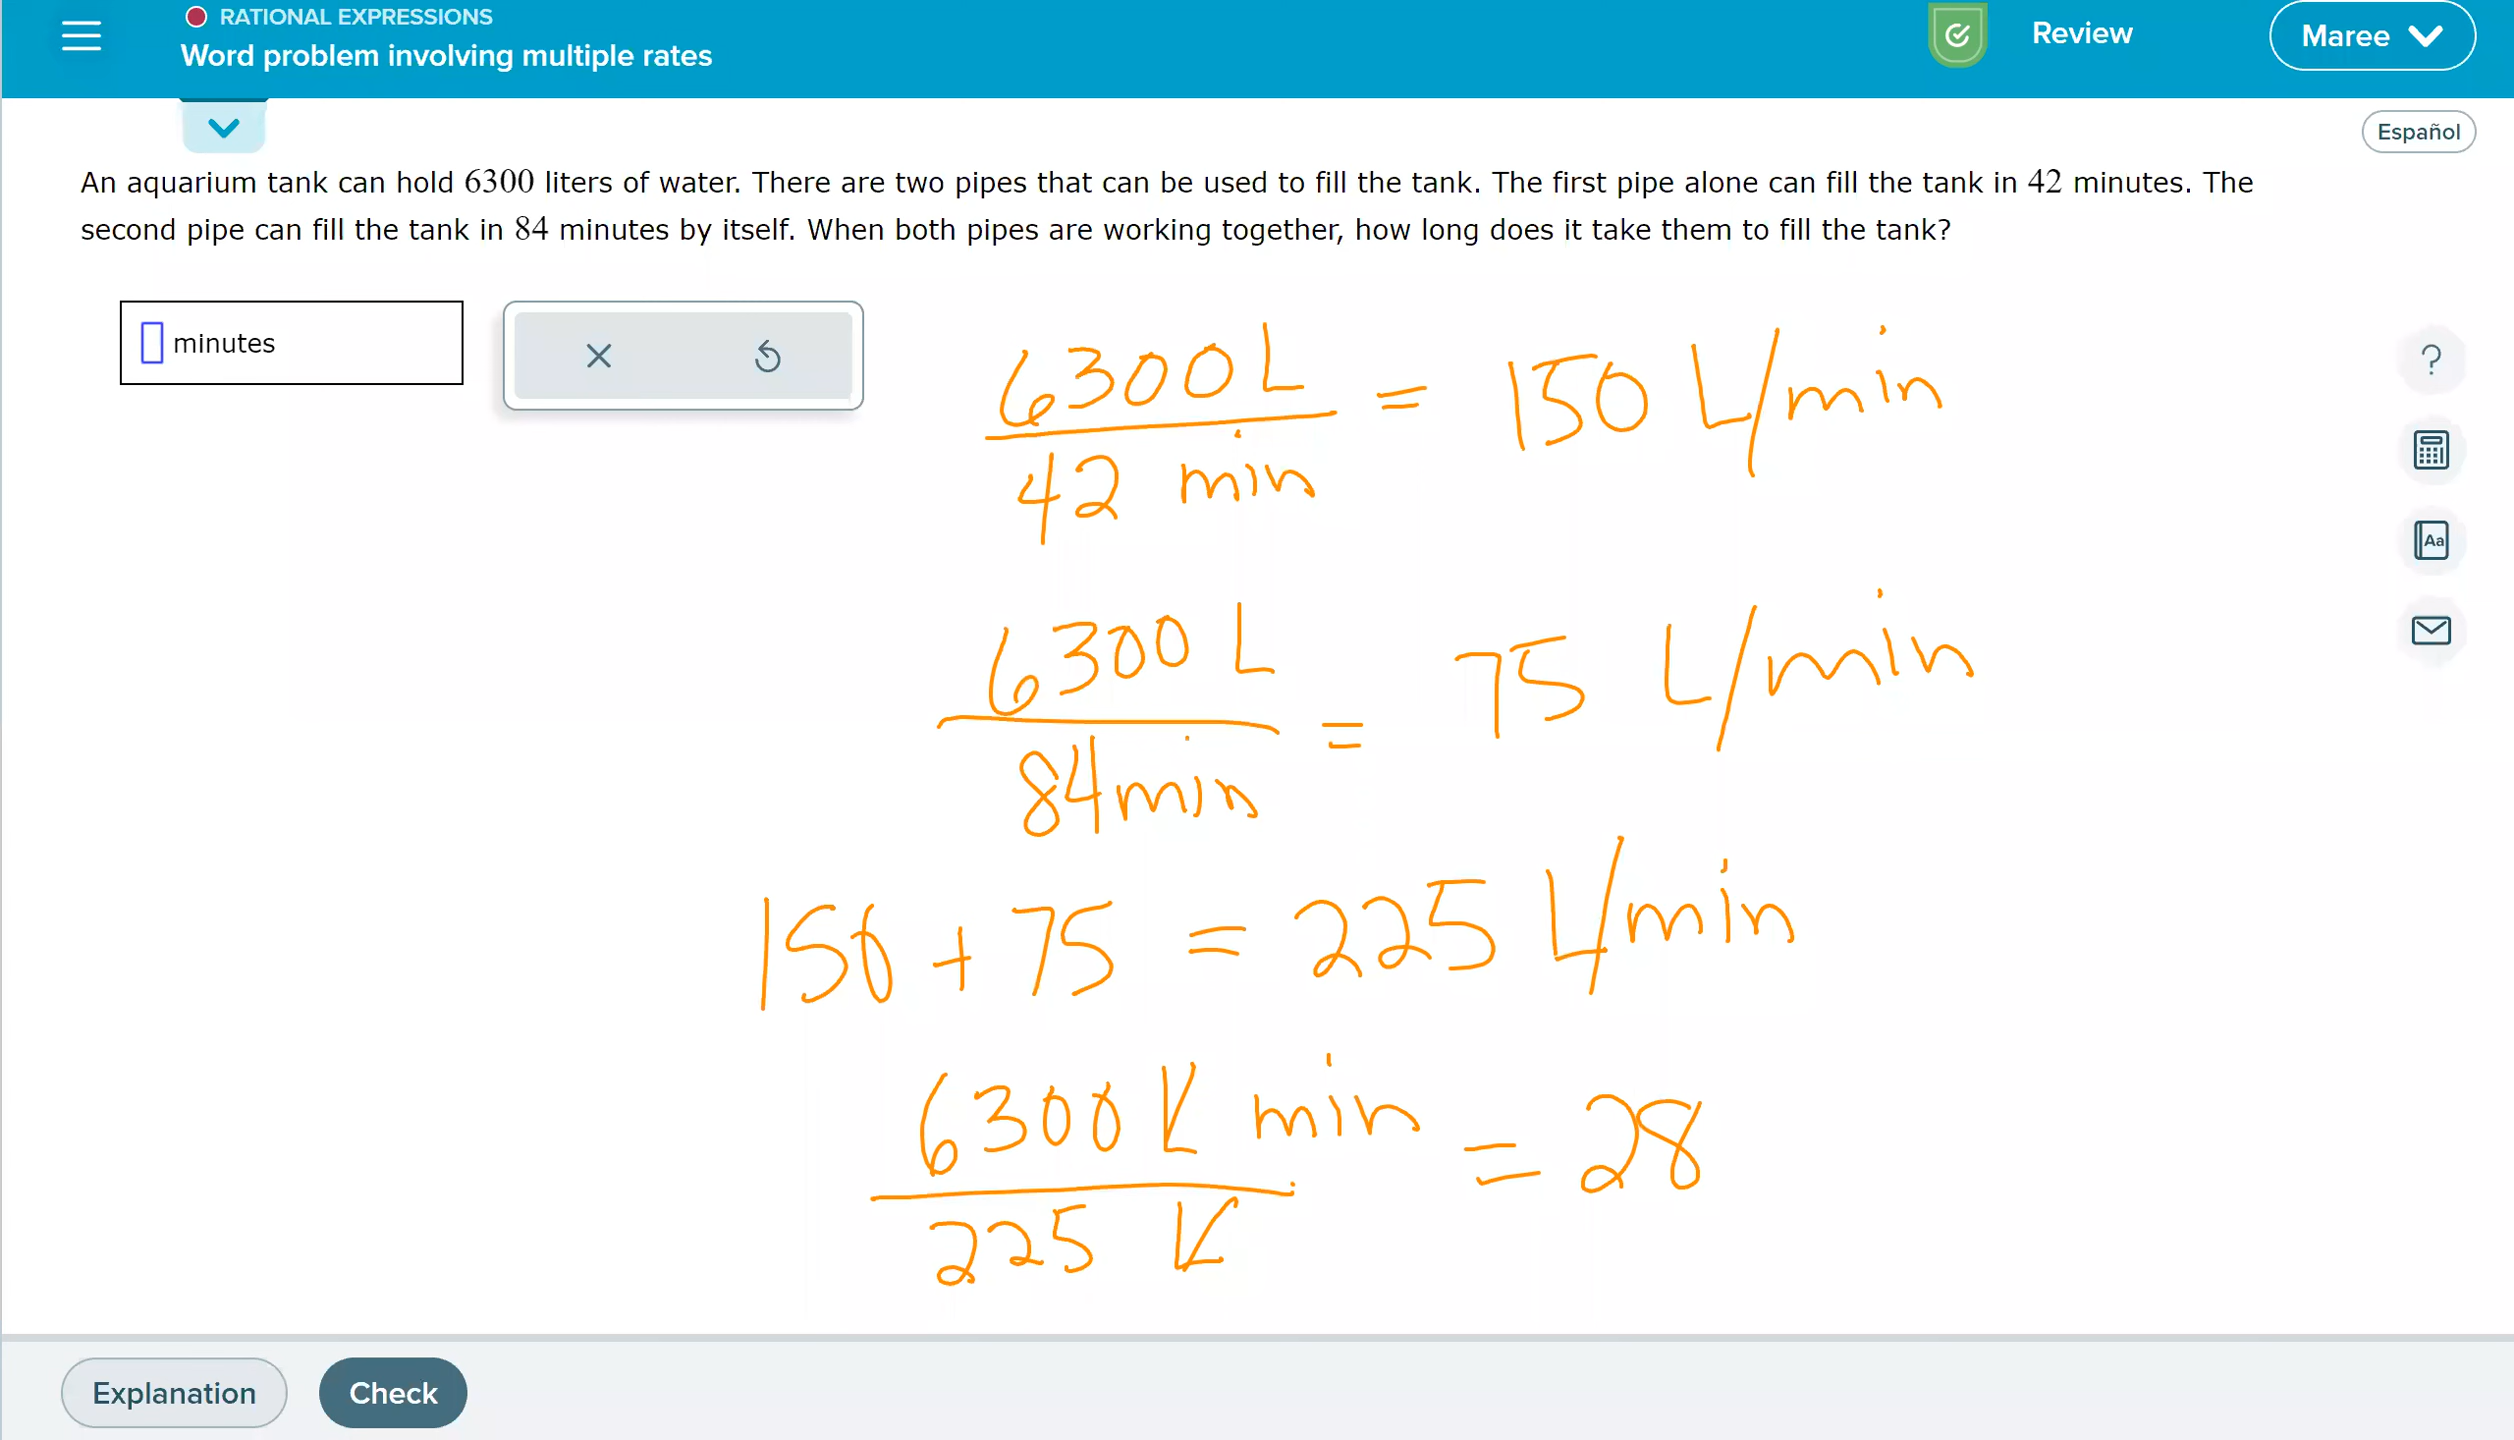 RATIONAL EXPRESSIONS
Word problem involving multiple rates
Review
Maree
Español
An aquarium tank can hold 6300 liters of water. There are two pipes that can be used to fill the tank. The first pipe alone can fill the tank in 42 minutes. The
second pipe can fill the tank in 84 minutes by itself. When both pipes are working together, how long does it take them to fill the tank?
minutes
?
Aa
6300 L
42 min
= 150 L/min
6300 L
84 min
= 75 L/min
150 + 75 = 225 L/min
6300 L min
225 L
= 28
Explanation
Check